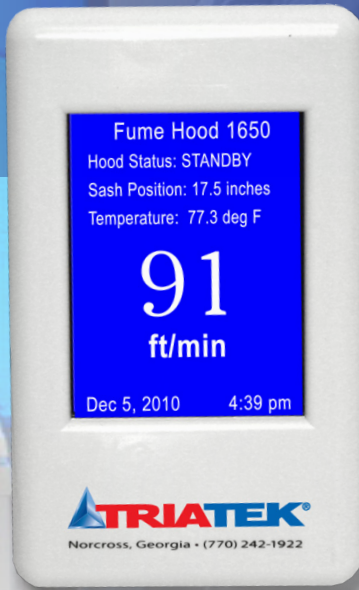 Fume Hood 1650
Hood Status: STANDBY
Sash Position: 17.5 inches
Temperature: 77.3 deg F
91
ft/min
Dec 5, 2010 4:39 pm
TRIATEK®
Norcross, Georgia • (770) 242-1922